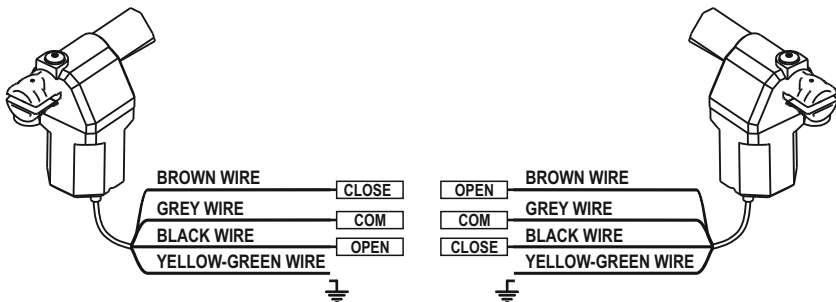 BROWN WIRE CLOSE OPEN BROWN WIRE
GREY WIRE COM COM GREY WIRE
BLACK WIRE OPEN CLOSE BLACK WIRE
YELLOW-GREEN WIRE YELLOW-GREEN WIRE